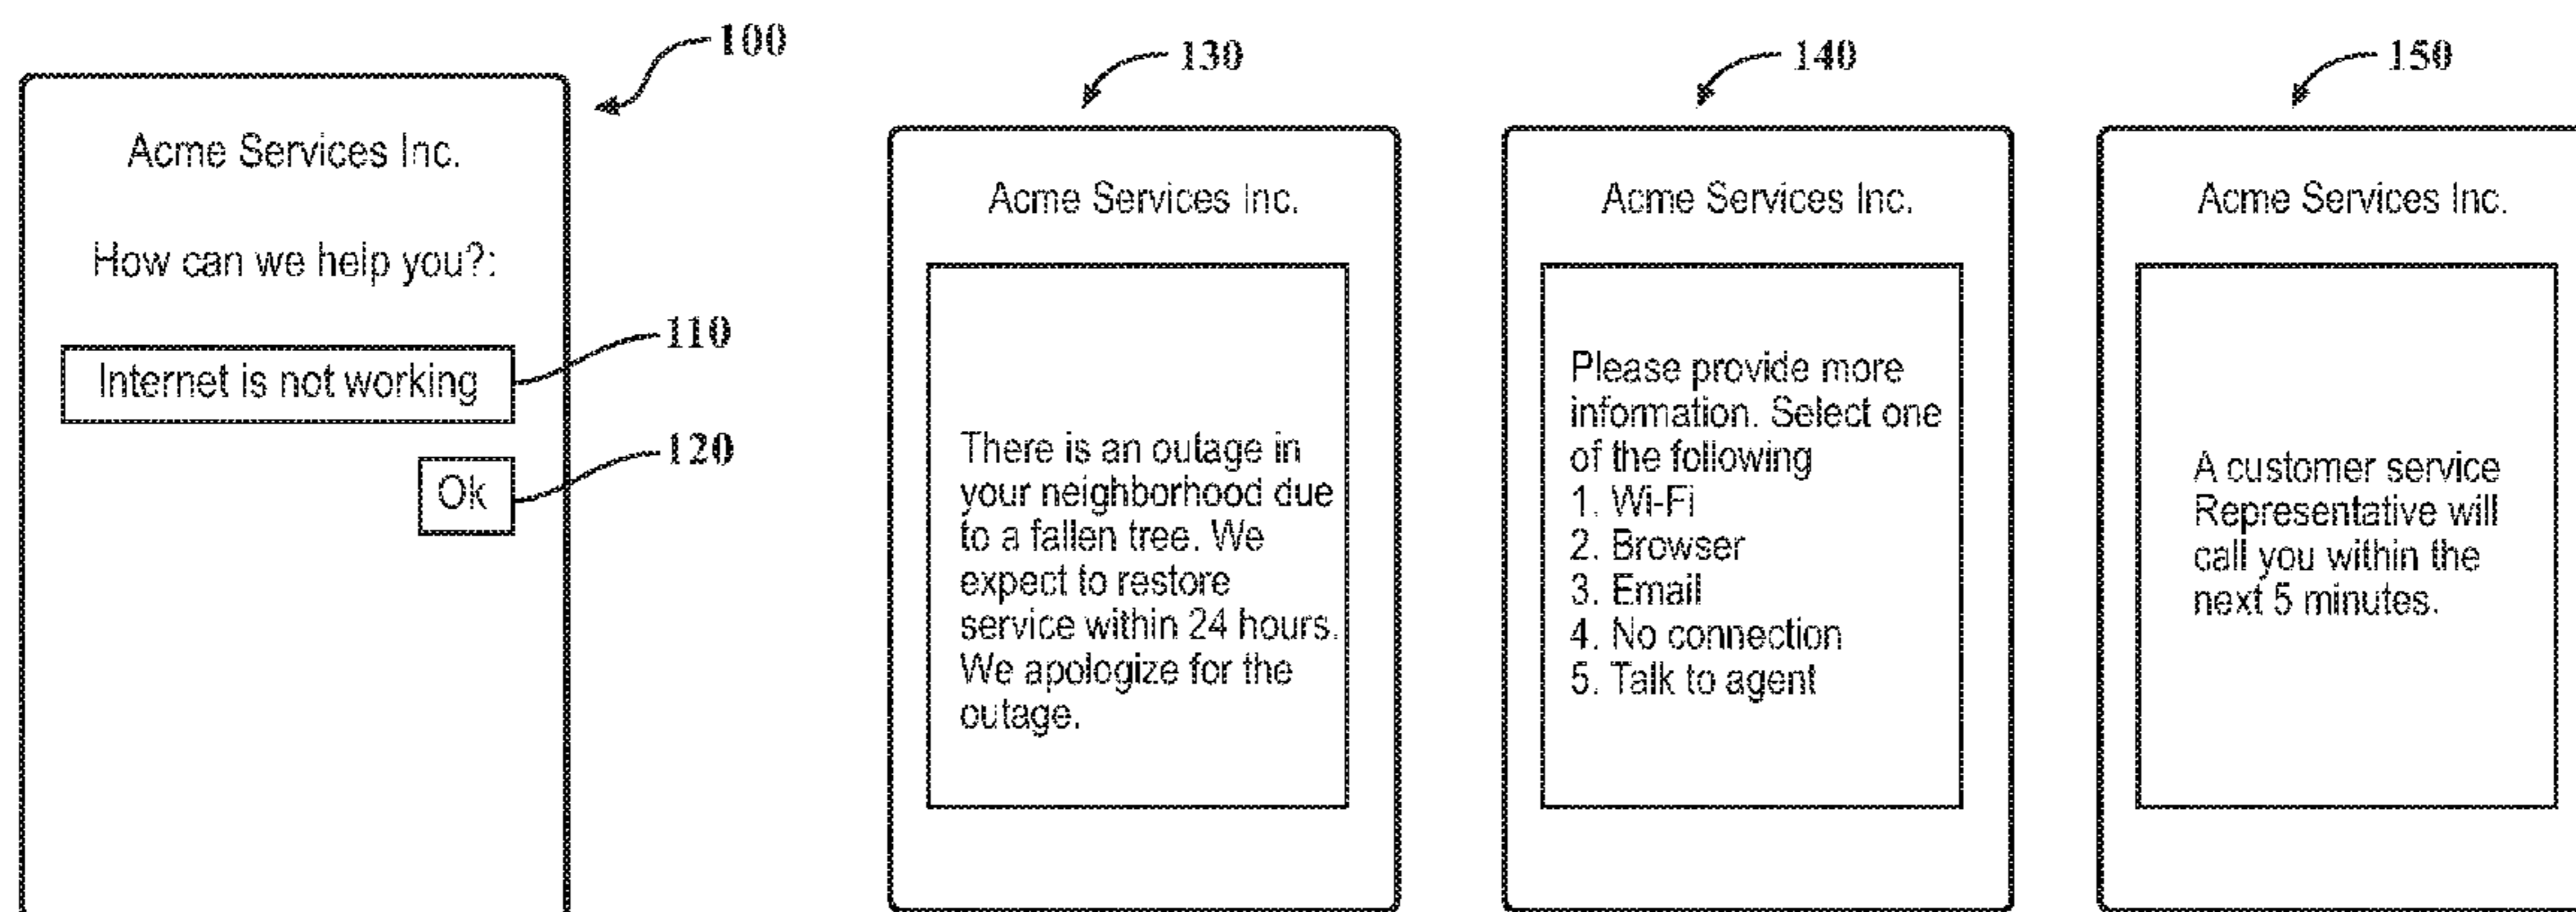 100
Acme Services Inc.
How can we help you?:
Internet is not working
110
Ok
120
130
Acme Services Inc.
There is an outage in
your neighborhood due
to a fallen tree. We
expect to restore
service within 24 hours.
We apologize for the
outage.
140
Acme Services Inc.
Please provide more
information. Select one
of the following
1. Wi-Fi
2. Browser
3. Email
4. No connection
5. Talk to agent
150
Acme Services Inc.
A customer service
Representative will
call you within the
next 5 minutes.